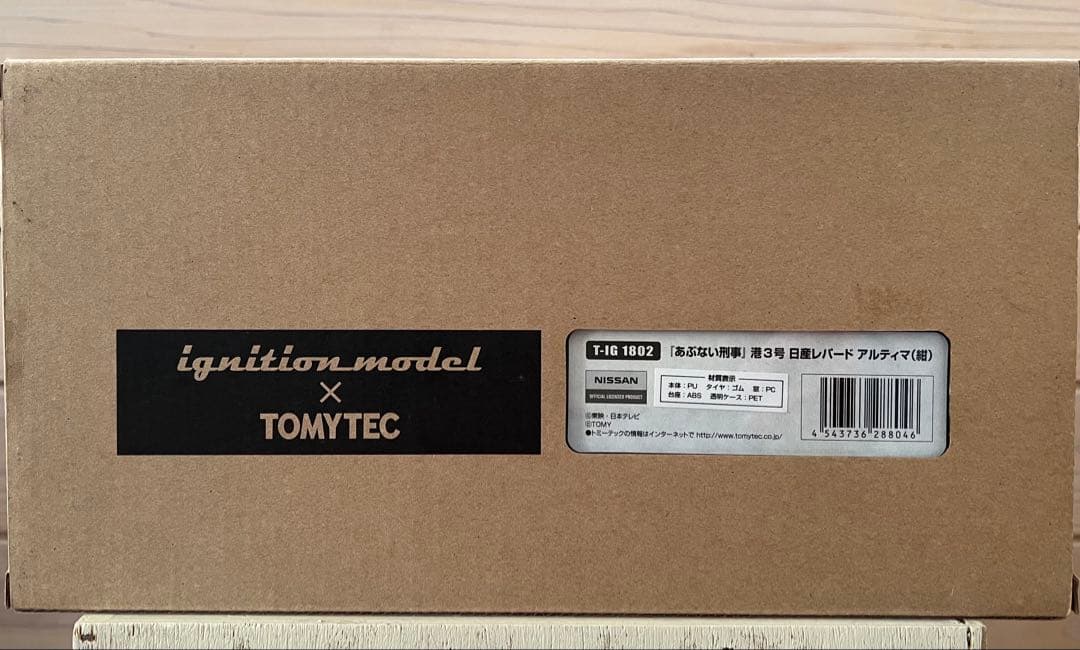 ignition model
×
TOMYTEC
T-IG 1802 「あぶない刑事」港3号 日産レパード アルティマ(紺)
NISSAN
OFFICIAL LICENSED PRODUCT
材質表示
本体:PU タイヤ:ゴム 窓:PC
台座:ABS 透明ケース:PET
©東映・日本テレビ
©TOMY
●トミーテックの情報はインターネットで http://www.tomytec.co.jp/
4 543736 288046